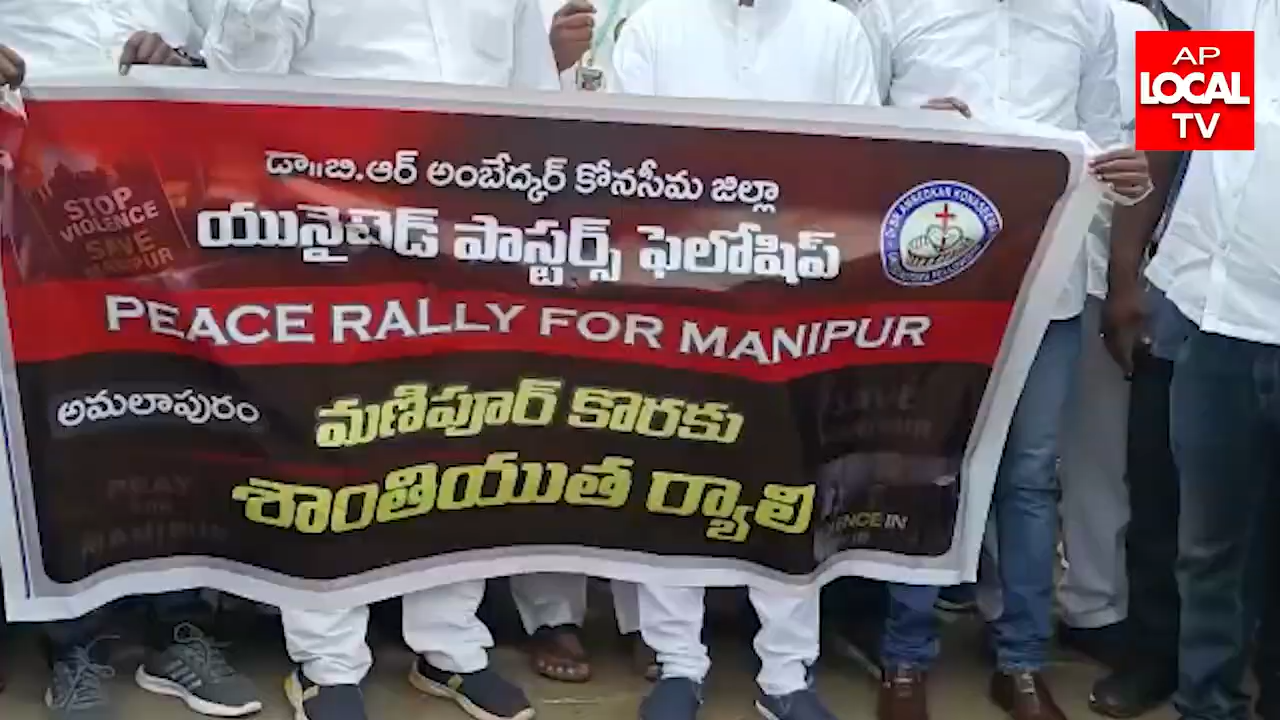 AP
LOCAL
TV
డా||బి.ఆర్ అంబేద్కర్ కోనసీమ జిల్లా
STOP
VIOLENCE
SAVE
MANIPUR
యునైటెడ్ పాస్టర్స్ ఫెలోషిప్
PEACE RALLY FOR MANIPUR
అమలాపురం
మణిపూర్ కొరకు
శాంతియుత ర్యాలి
PRAY
FOR
MANIPUR